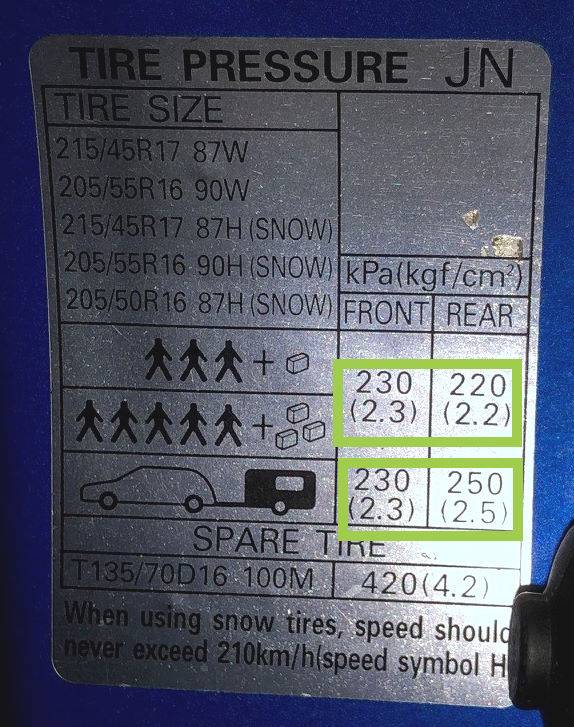 TIRE PRESSURE JN
TIRE SIZE
215/45R17 87W
205/55R16 90W
215/45R17 87H (SNOW)
205/55R16 90H (SNOW)
205/50R16 87H (SNOW)
kPa(kgf/cm²)
FRONT REAR
+
230 220
(2.3) (2.2)
+
230 250
(2.3) (2.5)
SPARE TIRE
T135/70D16 100M 420(4.2)
When using snow tires, speed shoul
never exceed 210km/h(speed symbol H